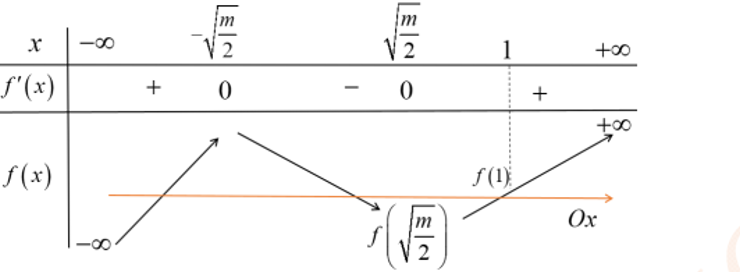 x −∞ −√(m/2) √(m/2) 1 +∞
f′(x) + 0 − 0 +
+∞
f(x) f(1)
−∞ f(√(m/2)) Ox